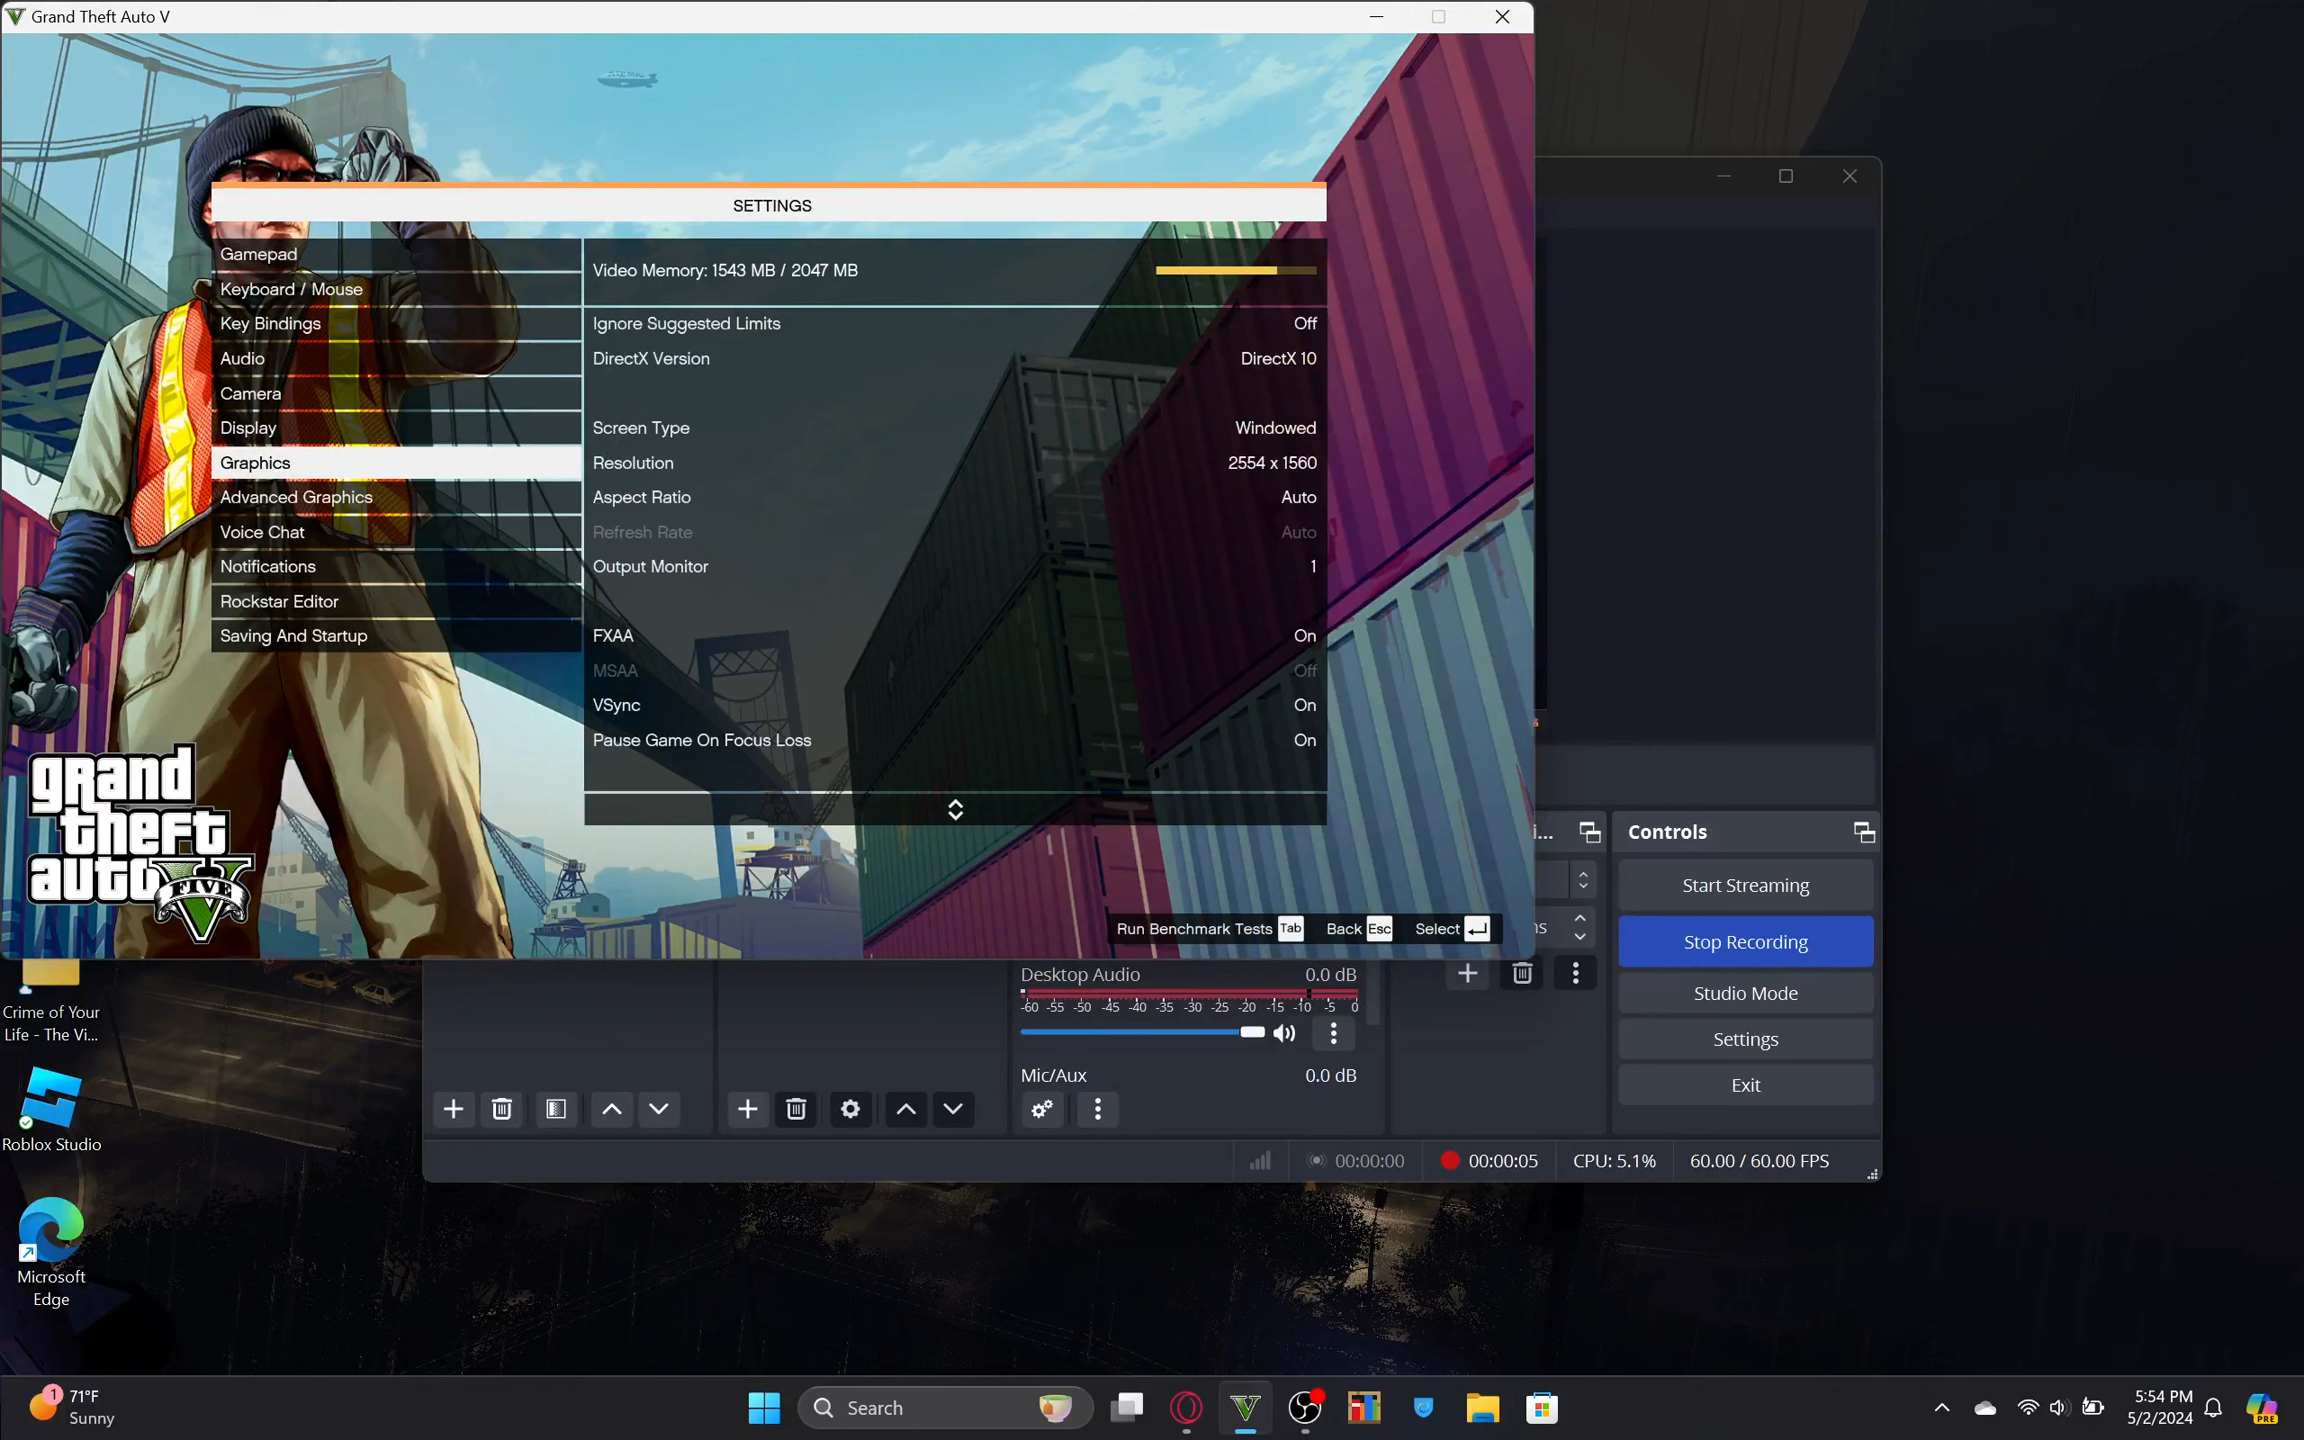 Grand Theft Auto V
SETTINGS
Gamepad
Keyboard / Mouse
Key Bindings
Audio
Camera
Display
Graphics
Advanced Graphics
Voice Chat
Notifications
Rockstar Editor
Saving And Startup
Video Memory: 1543 MB / 2047 MB
Ignore Suggested Limits Off
DirectX Version DirectX 10
Screen Type Windowed
Resolution 2554 x 1560
Aspect Ratio Auto
Refresh Rate Auto
Output Monitor 1
FXAA On
MSAA Off
VSync On
Pause Game On Focus Loss On
grand
theft
auto
FIVE
Run Benchmark Tests Tab Back Esc Select
Controls
Start Streaming
Stop Recording
Studio Mode
Settings
Exit
Desktop Audio 0.0 dB
-60 -55 -50 -45 -40 -35 -30 -25 -20 -15 -10 -5 0
Mic/Aux 0.0 dB
00:00:00 00:00:05 CPU: 5.1% 60.00 / 60.00 FPS
Crime of Your
Life - The Vi...
Roblox Studio
Microsoft
Edge
1
71°F
Sunny
Search
PRE
5:54 PM
5/2/2024